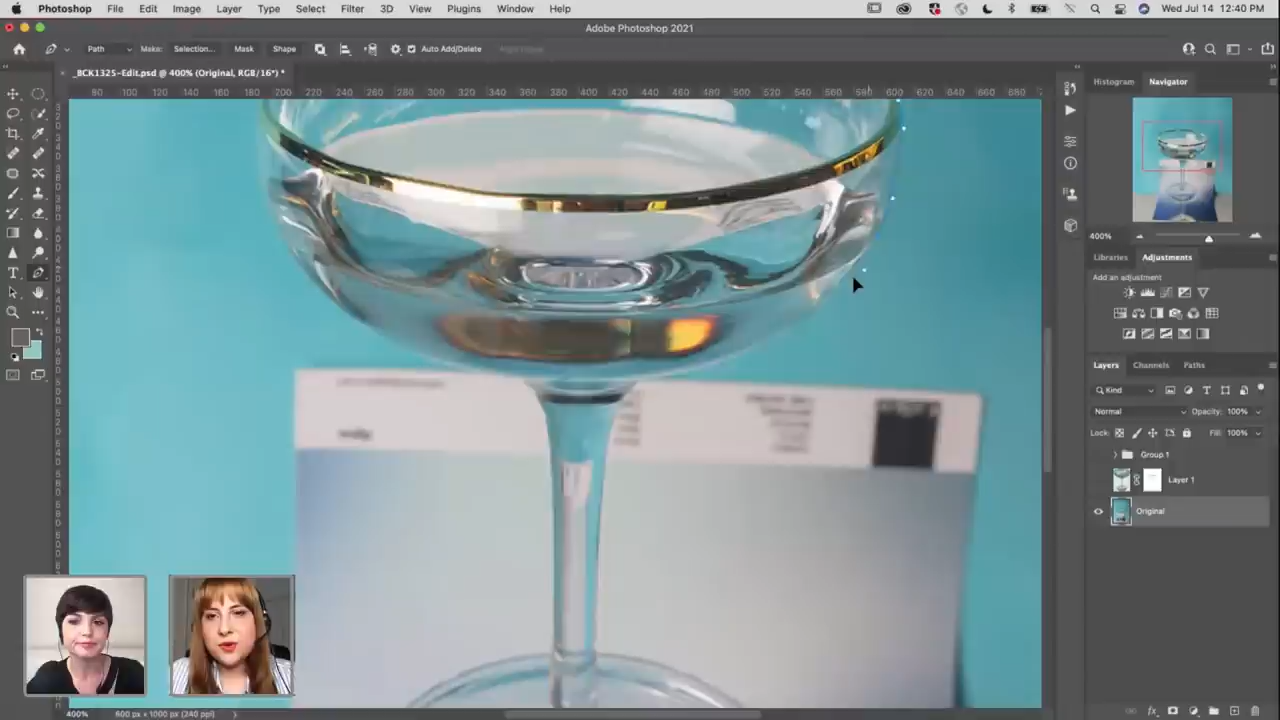 Photoshop File Edit Image Layer Type Select Filter 3D View Plugins Window Help Wed Jul 14 12:40 PM
Adobe Photoshop 2021
Path Make: Selection... Mask Shape Auto Add/Delete
_BCK1325-Edit.psd @ 400% (Original, RGB/16*) *
80 100 120 140 160 180 200 220 240 260 280 300 320 340 360 380 400 420 440 460 480 500 520 540 560 580 600 620 640 660 680
Histogram Navigator
400%
Libraries Adjustments
Add an adjustment
Layers Channels Paths
Kind
Normal Opacity: 100%
Lock: Fill: 100%
Group 1
Layer 1
Original
400% 600 px x 1000 px (240 ppi)